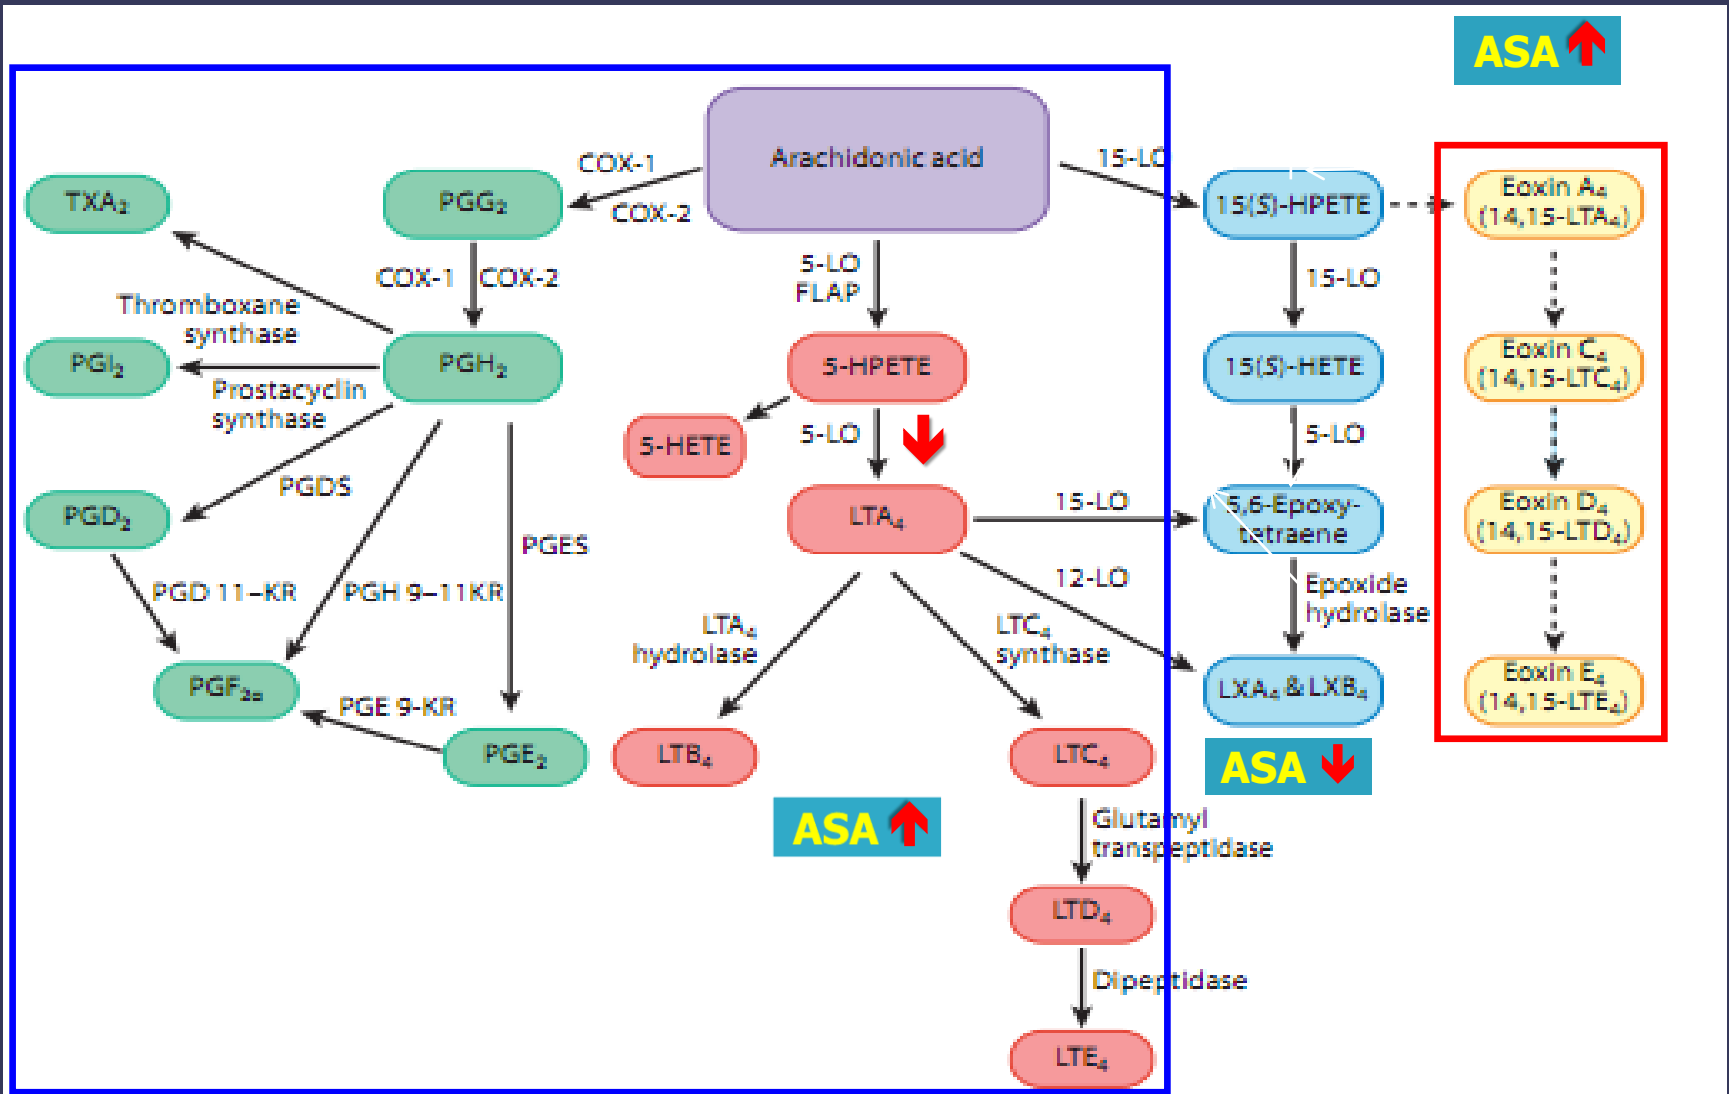 ASA
Arachidonic acid
COX-1
COX-2
15-LO
TXA₂
PGG₂
15(S)-HPETE
Eoxin A₄
(14,15-LTA₄)
COX-1
COX-2
5-LO
FLAP
15-LO
Thromboxane
synthase
PGI₂
PGH₂
5-HPETE
15(S)-HETE
Eoxin C₄
(14,15-LTC₄)
Prostacyclin
synthase
5-HETE
5-LO
5-LO
PGDS
PGD₂
LTA₄
15-LO
5,6-Epoxy-
tetraene
Eoxin D₄
(14,15-LTD₄)
PGES
12-LO
PGD 11–KR
PGH 9–11KR
Epoxide
hydrolase
LTA₄
hydrolase
LTC₄
synthase
PGF₂α
PGE 9-KR
LXA₄ & LXB₄
Eoxin E₄
(14,15-LTE₄)
PGE₂
LTB₄
LTC₄
ASA
ASA
Glutamyl
transpeptidase
LTD₄
Dipeptidase
LTE₄